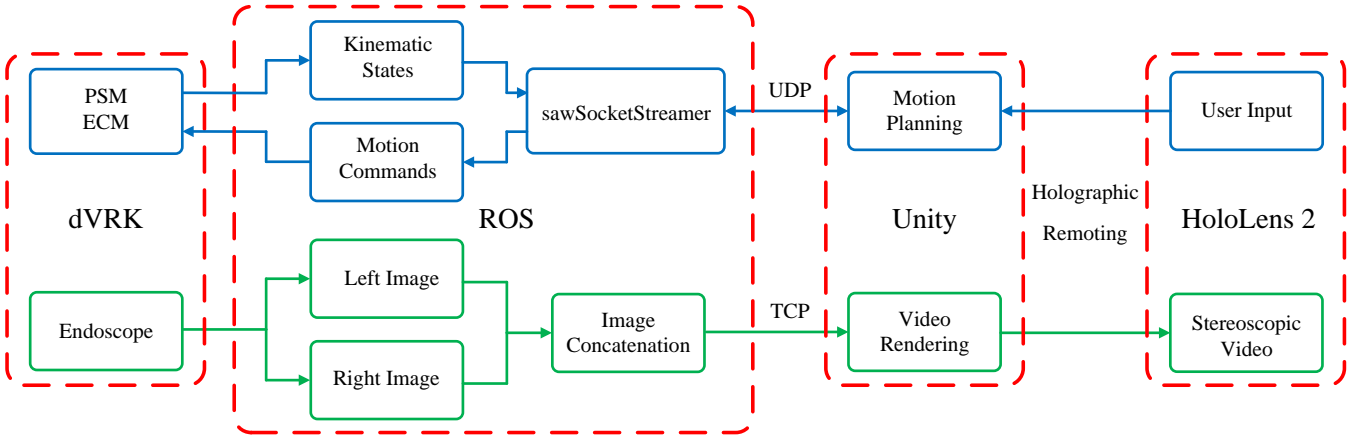 PSM
ECM
dVRK
Endoscope
Kinematic
States
Motion
Commands
sawSocketStreamer
ROS
Left Image
Right Image
Image
Concatenation
UDP
TCP
Motion
Planning
Unity
Video
Rendering
Holographic
Remoting
User Input
HoloLens 2
Stereoscopic
Video